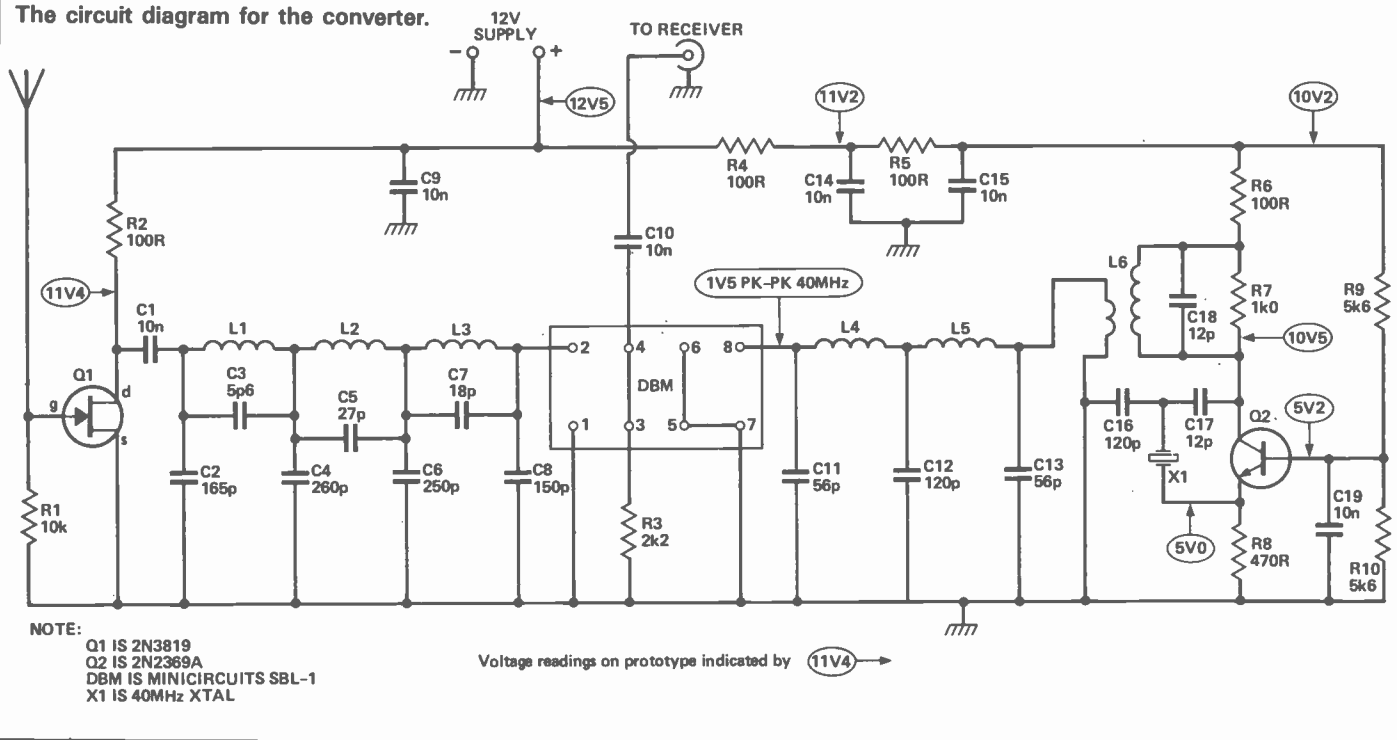 The circuit diagram for the converter.
12V
SUPPLY
- +
12V5
TO RECEIVER
11V2
10V2
R4
100R
R5
100R
C14
10n
C15
10n
C9
10n
R2
100R
11V4
C10
10n
R6
100R
L6
C18
12p
R7
1k0
R9
5k6
10V5
1V5 PK-PK 40MHz
C1
10n
L1
L2
L3
C3
5p6
C5
27p
C7
18p
Q1
g
d
s
2
4
6
8
DBM
1
3
5
7
L4
L5
C16
120p
C17
12p
Q2
5V2
X1
C2
165p
C4
260p
C6
250p
C8
150p
C11
56p
C12
120p
C13
56p
C19
10n
R1
10k
R3
2k2
5V0
R8
470R
R10
5k6
NOTE:
Q1 IS 2N3819
Q2 IS 2N2369A
DBM IS MINICIRCUITS SBL-1
X1 IS 40MHz XTAL
Voltage readings on prototype indicated by 11V4